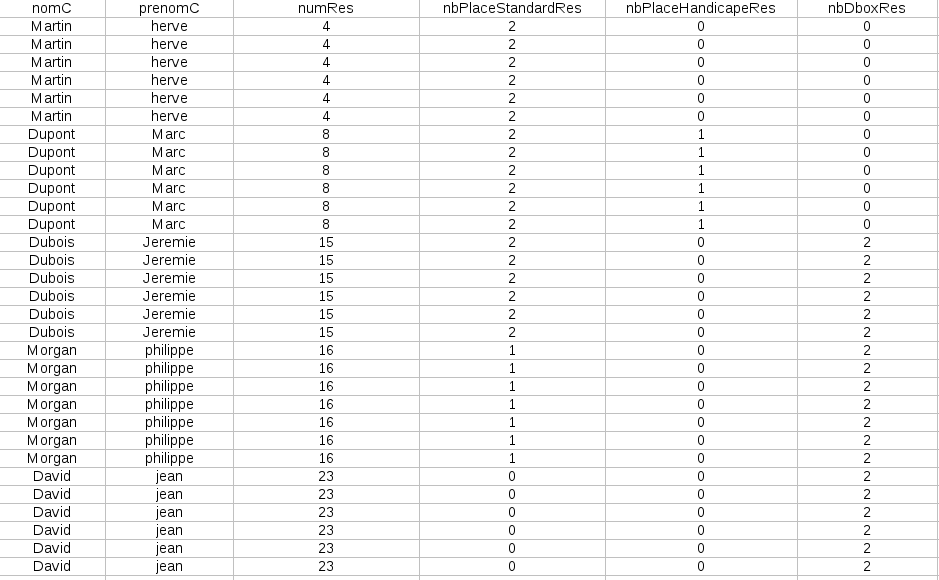 nomC prenomC numRes nbPlaceStandardRes nbPlaceHandicapeRes nbDboxRes
Martin herve 4 2 0 0
Martin herve 4 2 0 0
Martin herve 4 2 0 0
Martin herve 4 2 0 0
Martin herve 4 2 0 0
Martin herve 4 2 0 0
Dupont Marc 8 2 1 0
Dupont Marc 8 2 1 0
Dupont Marc 8 2 1 0
Dupont Marc 8 2 1 0
Dupont Marc 8 2 1 0
Dupont Marc 8 2 1 0
Dubois Jeremie 15 2 0 2
Dubois Jeremie 15 2 0 2
Dubois Jeremie 15 2 0 2
Dubois Jeremie 15 2 0 2
Dubois Jeremie 15 2 0 2
Dubois Jeremie 15 2 0 2
Morgan philippe 16 1 0 2
Morgan philippe 16 1 0 2
Morgan philippe 16 1 0 2
Morgan philippe 16 1 0 2
Morgan philippe 16 1 0 2
Morgan philippe 16 1 0 2
Morgan philippe 16 1 0 2
David jean 23 0 0 2
David jean 23 0 0 2
David jean 23 0 0 2
David jean 23 0 0 2
David jean 23 0 0 2
David jean 23 0 0 2